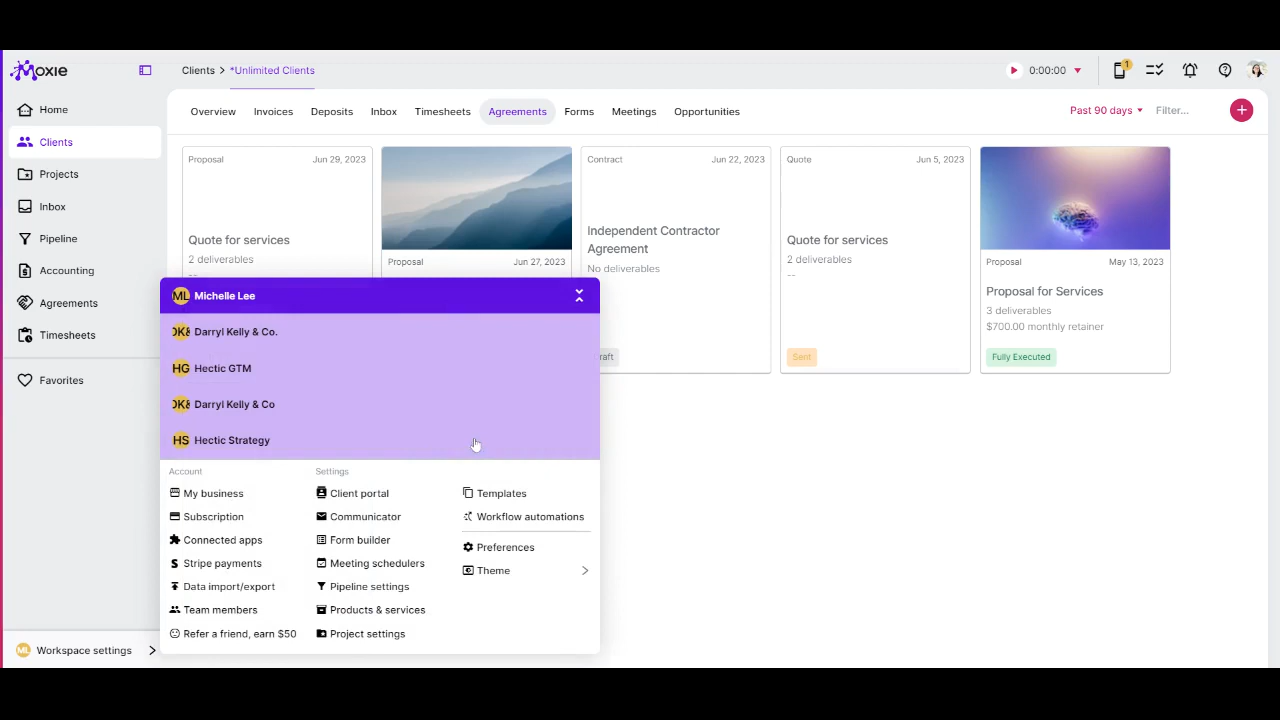 Moxie
Clients > *Unlimited Clients
0:00:00
1
Home
Clients
Projects
Inbox
Pipeline
Accounting
Agreements
Timesheets
Favorites
ML Workspace settings
Overview Invoices Deposits Inbox Timesheets Agreements Forms Meetings Opportunities
Past 90 days Filter...
Proposal Jun 29, 2023
Quote for services
2 deliverables
--
Proposal Jun 27, 2023
Contract Jun 22, 2023
Independent Contractor
Agreement
No deliverables
raft
Quote Jun 5, 2023
Quote for services
2 deliverables
--
Sent
Proposal May 13, 2023
Proposal for Services
3 deliverables
$700.00 monthly retainer
Fully Executed
ML Michelle Lee
DK& Darryl Kelly & Co.
HG Hectic GTM
DK& Darryl Kelly & Co
HS Hectic Strategy
Account
My business
Subscription
Connected apps
S Stripe payments
Data import/export
Team members
Refer a friend, earn $50
Settings
Client portal
Communicator
Form builder
Meeting schedulers
Pipeline settings
Products & services
Project settings
Templates
Workflow automations
Preferences
Theme